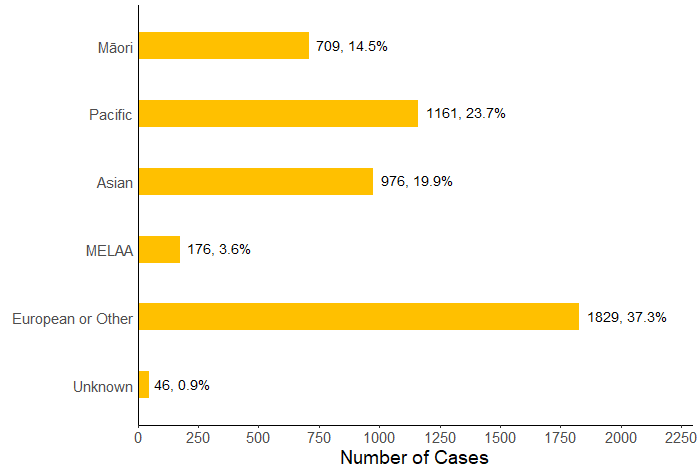 Māori 709, 14.5%
Pacific 1161, 23.7%
Asian 976, 19.9%
MELAA 176, 3.6%
European or Other 1829, 37.3%
Unknown 46, 0.9%
0 250 500 750 1000 1250 1500 1750 2000 2250
Number of Cases